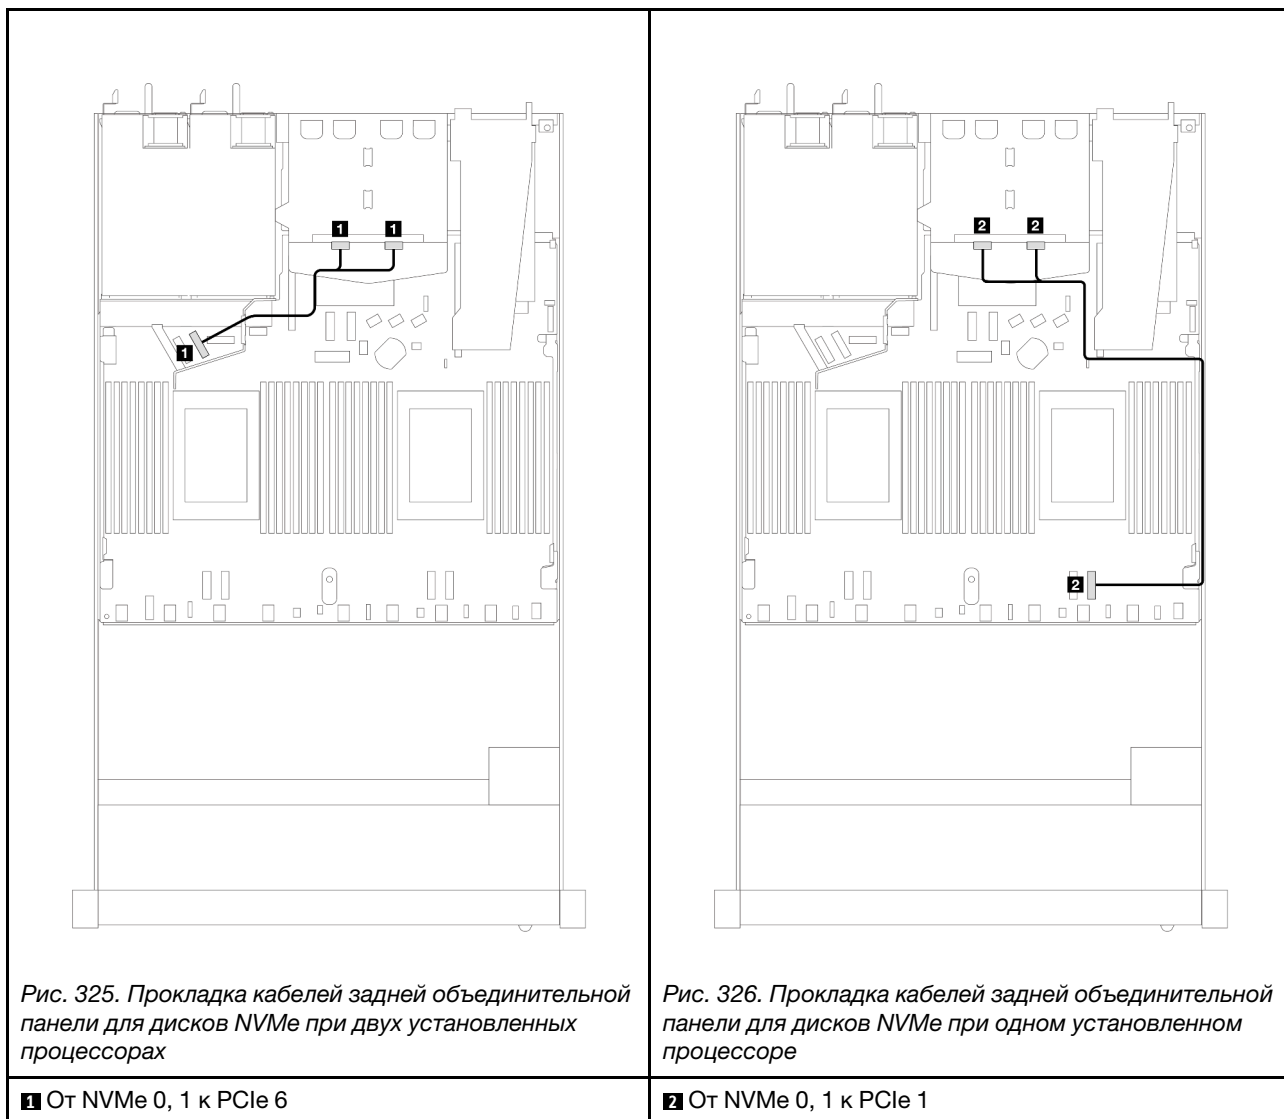 1 1
1
Рис. 325. Прокладка кабелей задней объединительной
панели для дисков NVMe при двух установленных
процессорах
1 От NVMe 0, 1 к PCIe 6
2 2
2
Рис. 326. Прокладка кабелей задней объединительной
панели для дисков NVMe при одном установленном
процессоре
2 От NVMe 0, 1 к PCIe 1